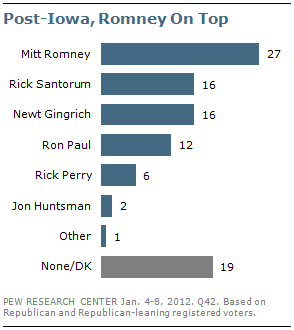 Post-Iowa, Romney On Top
Mitt Romney 27
Rick Santorum 16
Newt Gingrich 16
Ron Paul 12
Rick Perry 6
Jon Huntsman 2
Other 1
None/DK 19
PEW RESEARCH CENTER Jan. 4-8, 2012. Q42. Based on
Republican and Republican-leaning registered voters.